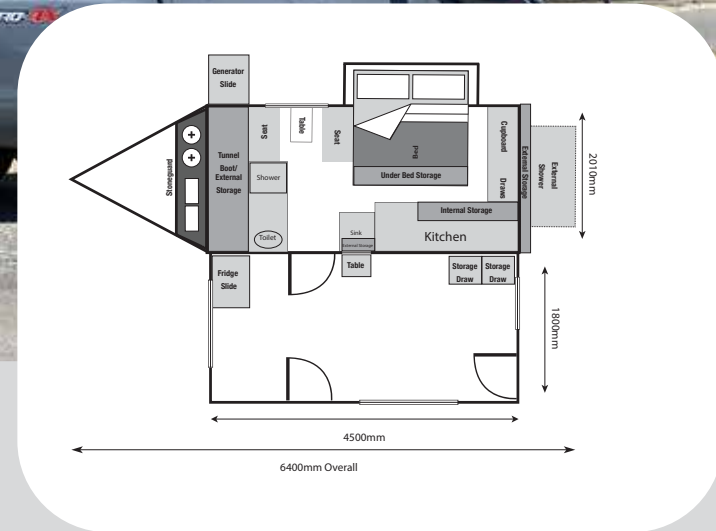 Generator
Slide
Stoneguard
Tunnel
Boot/
External
Storage
Seat
Table
Seat
Shower
Toilet
Bed
Under Bed Storage
Cupboard
Draws
External Storage
External
Shower
2010mm
Internal Storage
Sink
External Storage
Kitchen
Fridge
Slide
Table
Storage
Draw
Storage
Draw
1800mm
4500mm
6400mm Overall